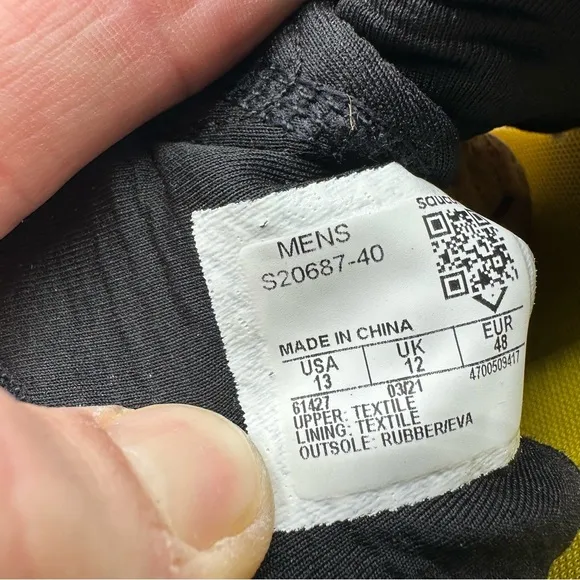 MENS
S20687-40
MADE IN CHINA
USA UK EUR
13 12 48
61427 03/21 4700509417
UPPER: TEXTILE
LINING: TEXTILE
OUTSOLE: RUBBER/EVA